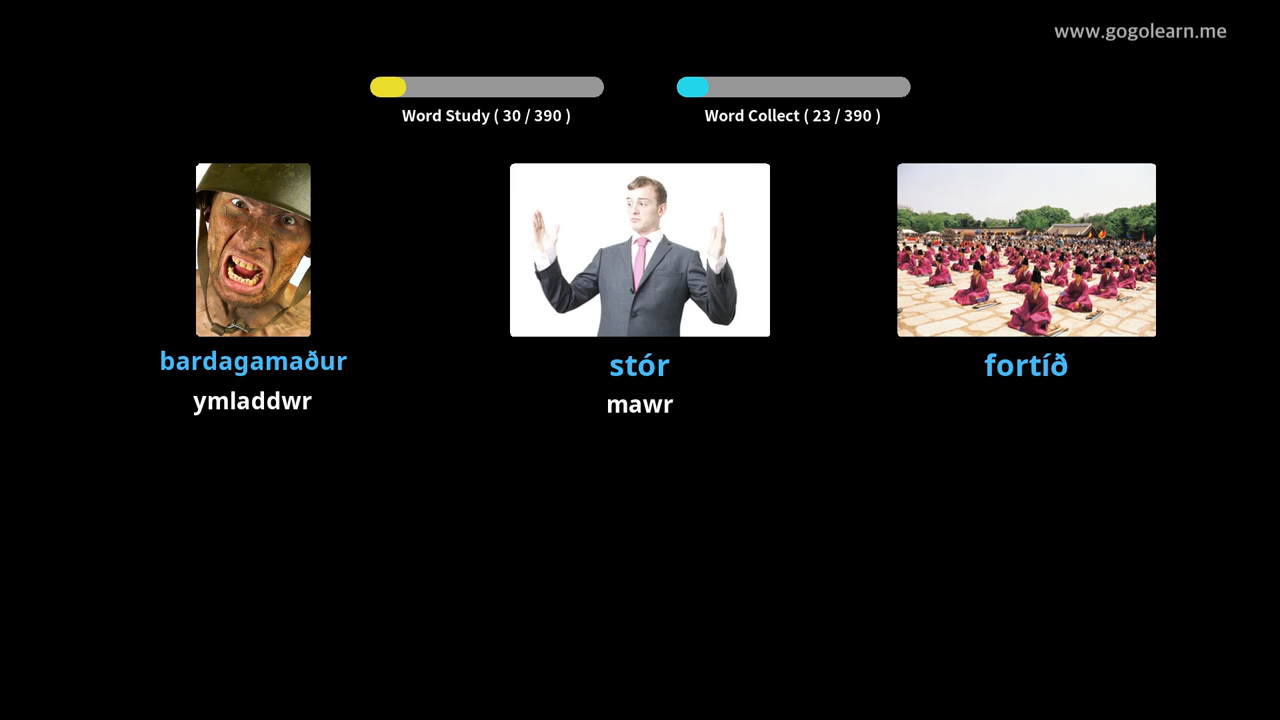 www.gogolearn.me
Word Study ( 30 / 390 )
Word Collect ( 23 / 390 )
bardagamaður
ymladdwr
stór
mawr
fortíð